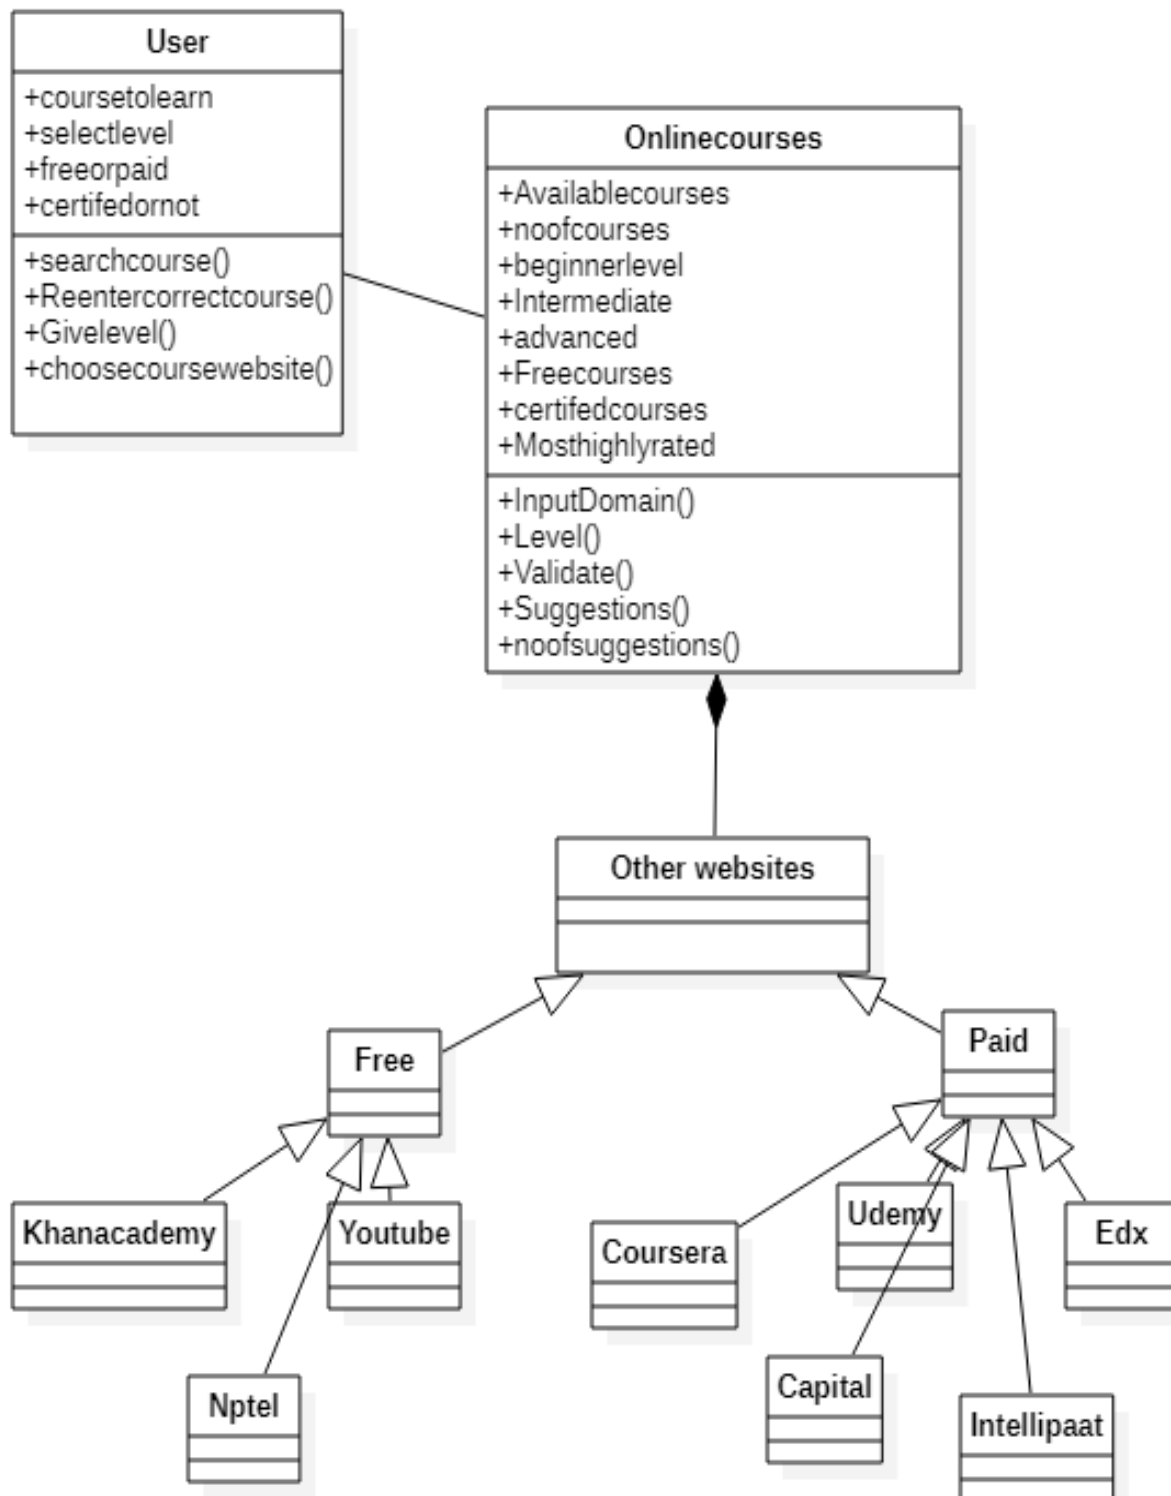 User
+coursetolearn
+selectlevel
+freeorpaid
+certifedornot
+searchcourse()
+Reentercorrectcourse()
+Givelevel()
+choosecoursewebsite()
Onlinecourses
+Availablecourses
+noofcourses
+beginnerlevel
+Intermediate
+advanced
+Freecourses
+certifedcourses
+Mosthighlyrated
+InputDomain()
+Level()
+Validate()
+Suggestions()
+noofsuggestions()
Other websites
Free
Paid
Khanacademy
Youtube
Coursera
Udemy
Edx
Nptel
Capital
Intellipaat